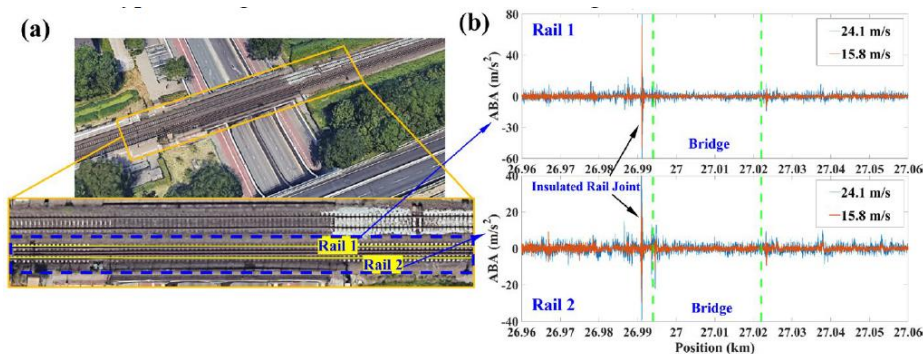 (a)
Rail 1
Rail 2
(b)
Rail 1
24.1 m/s
15.8 m/s
ABA (m/s²)
80
40
0
-30
-60
Bridge
26.96 26.97 26.98 26.99 27 27.01 27.02 27.03 27.04 27.05 27.06
Insulated Rail Joint
24.1 m/s
15.8 m/s
ABA (m/s²)
40
20
0
-20
-40
Rail 2
Bridge
26.96 26.97 26.98 26.99 27 27.01 27.02 27.03 27.04 27.05 27.06
Position (km)